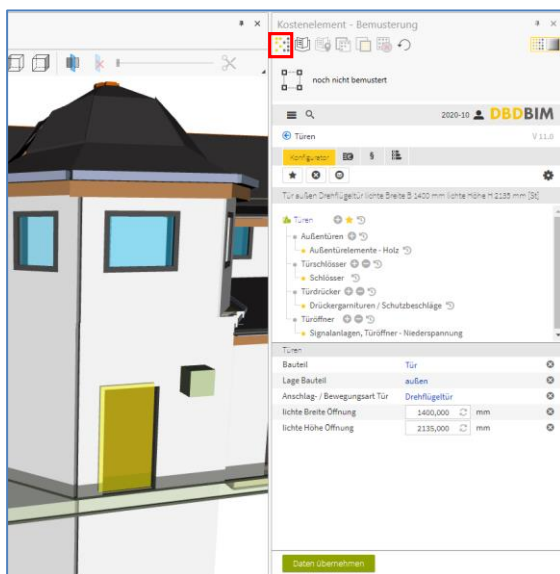 Kostenelement - Bemusterung
noch nicht bemustert
2020-10 DBDBIM
Türen V 11.0
Konfigurator §
Tür außen Drehflügeltür lichte Breite B 1400 mm lichte Höhe H 2135 mm [St]
Türen
Außentüren
Außentürelemente - Holz
Türschlösser
Schlösser
Türdrücker
Drückergarnituren / Schutzbeschläge
Türöffner
Signalanlagen, Türöffner - Niederspannung
Türen
Bauteil Tür
Lage Bauteil außen
Anschlag- / Bewegungsart Tür Drehflügeltür
lichte Breite Öffnung 1400,000 mm
lichte Höhe Öffnung 2135,000 mm
Daten übernehmen